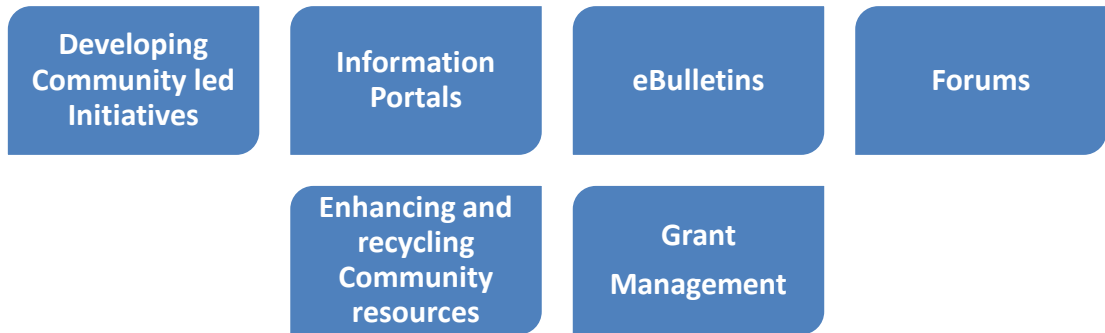 Developing
Community led
Initiatives
Information
Portals
eBulletins
Forums
Enhancing and
recycling
Community
resources
Grant
Management